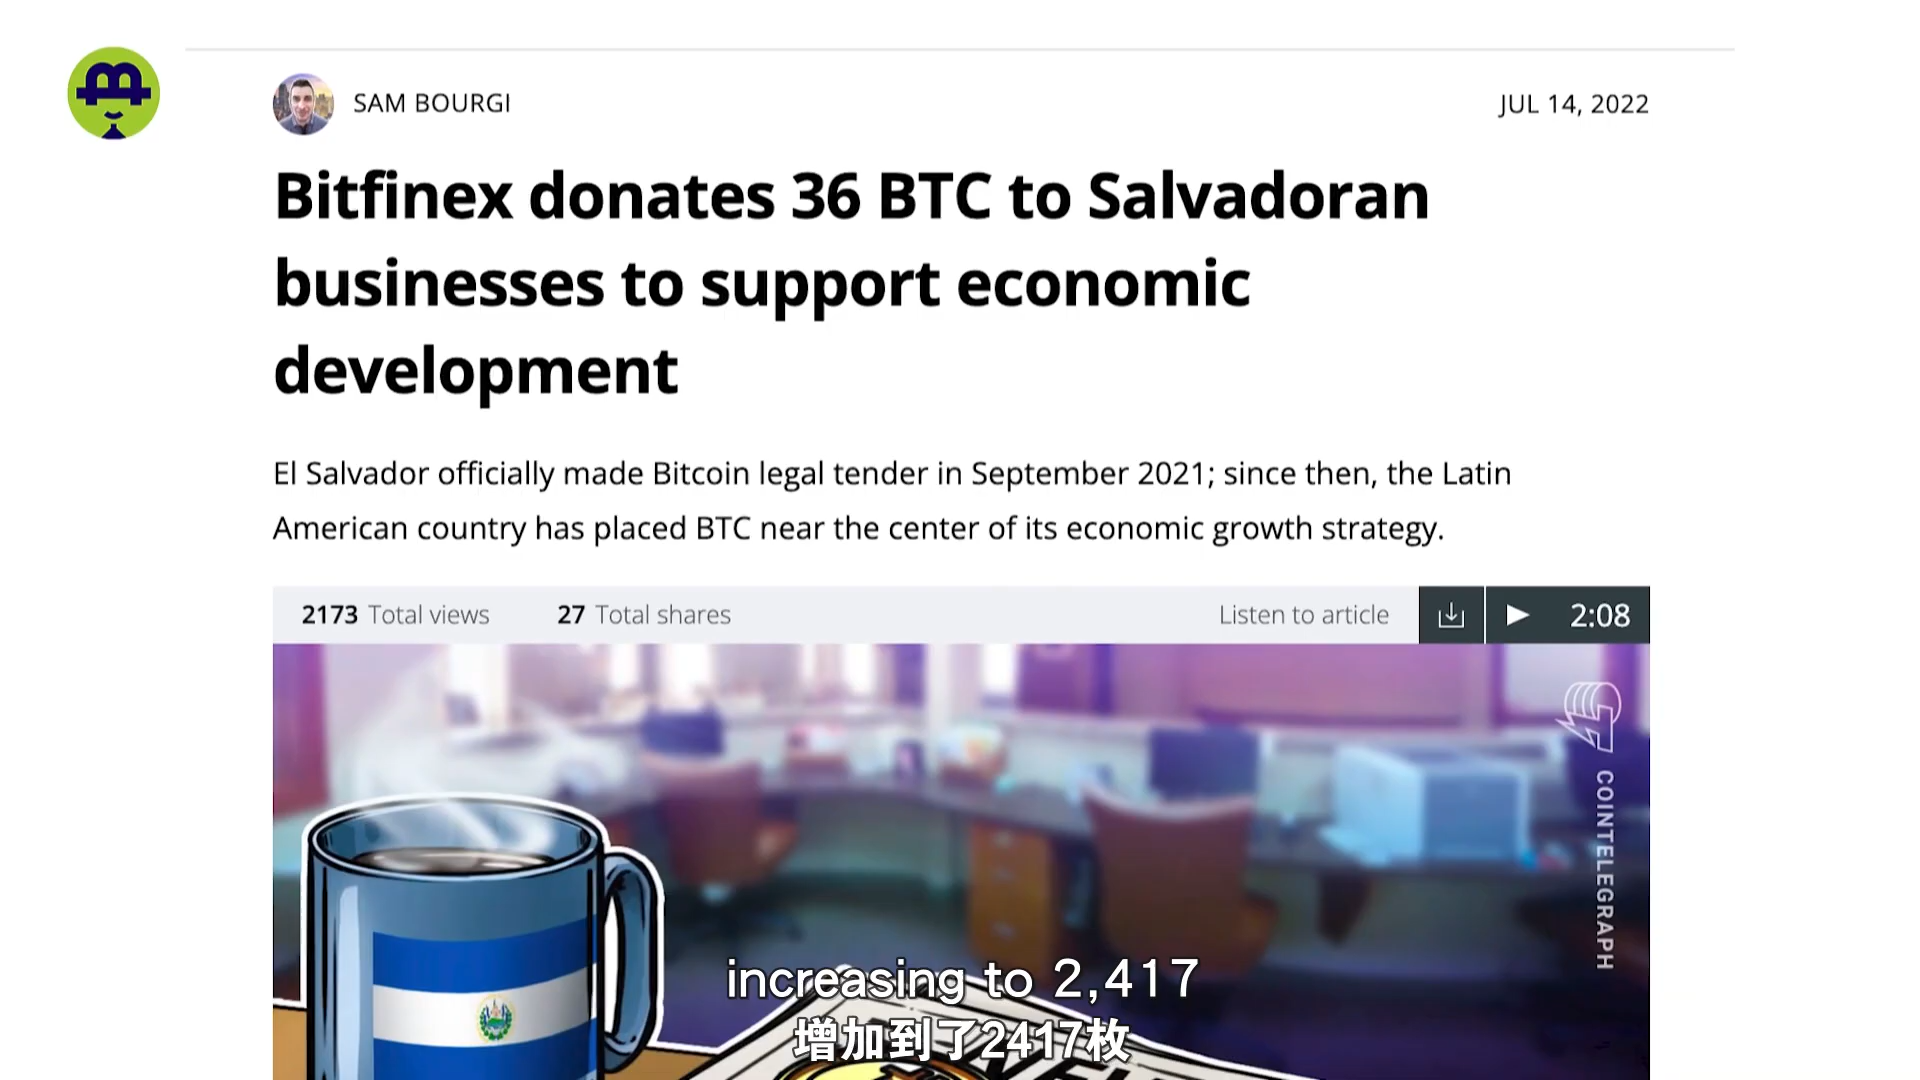 SAM BOURGI
JUL 14, 2022
Bitfinex donates 36 BTC to Salvadoran
businesses to support economic
development
El Salvador officially made Bitcoin legal tender in September 2021; since then, the Latin
American country has placed BTC near the center of its economic growth strategy.
2173 Total views
27 Total shares
Listen to article
2:08
COINTELEGRAPH
increasing to 2,417
增加到了2417枚